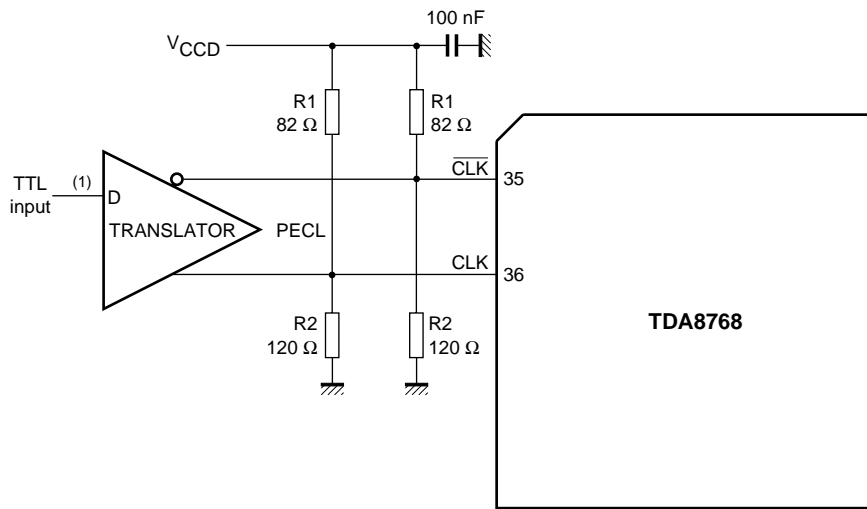 100 nF
VCCD
R1
82 Ω
R1
82 Ω
TTL
input
(1)
D
TRANSLATOR
PECL
CLK
35
CLK
36
R2
120 Ω
R2
120 Ω
TDA8768